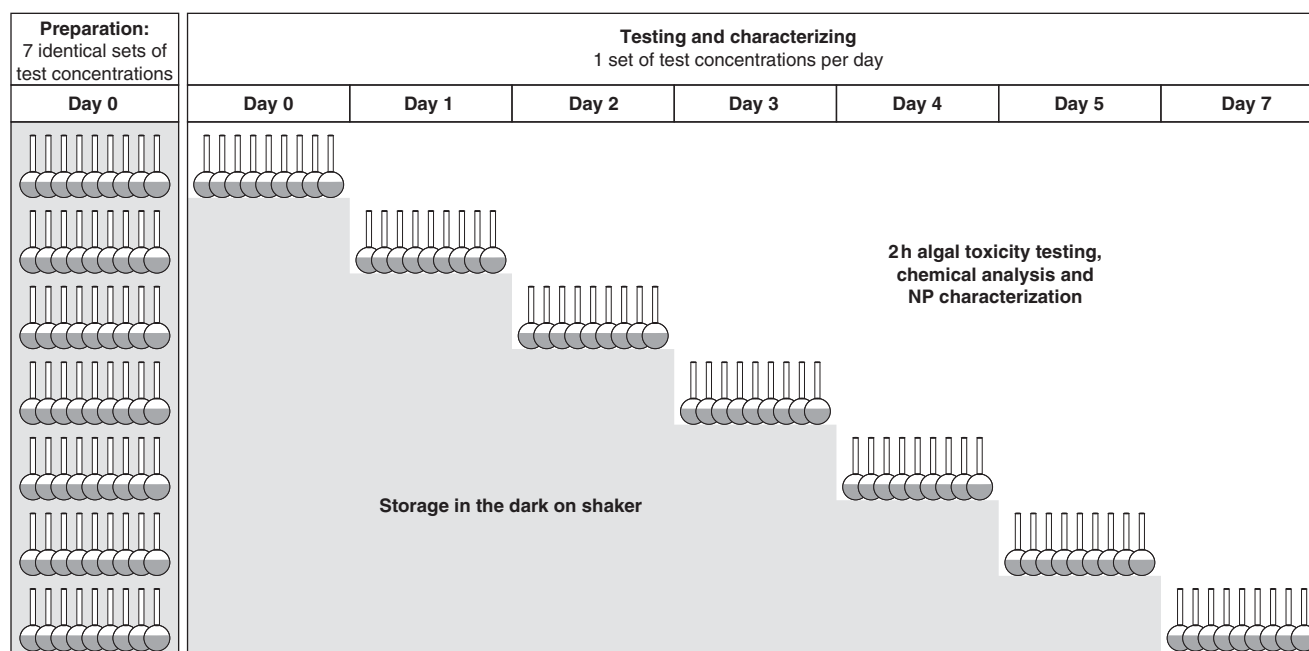 Preparation:
7 identical sets of
test concentrations
Testing and characterizing
1 set of test concentrations per day
Day 0
Day 0
Day 1
Day 2
Day 3
Day 4
Day 5
Day 7
2 h algal toxicity testing,
chemical analysis and
NP characterization
Storage in the dark on shaker